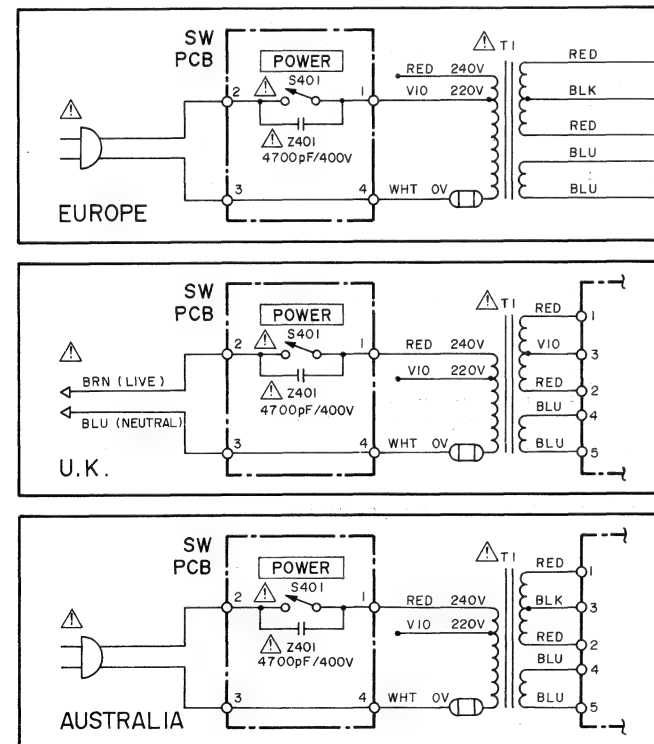 SW
PCB
POWER
S401
2
1
Z401
4700pF/400V
3
4
EUROPE
RED 240V
VIO 220V
WHT 0V
T1
RED
BLK
RED
BLU
BLU
SW
PCB
POWER
S401
2
1
Z401
4700pF/400V
3
4
BRN (LIVE)
BLU (NEUTRAL)
U.K.
RED 240V
VIO 220V
WHT 0V
T1
RED
1
VIO
3
RED
2
BLU
4
BLU
5
SW
PCB
POWER
S401
2
1
Z401
4700pF/400V
3
4
AUSTRALIA
RED 240V
VIO 220V
WHT 0V
T1
RED
1
BLK
3
RED
2
BLU
4
BLU
5